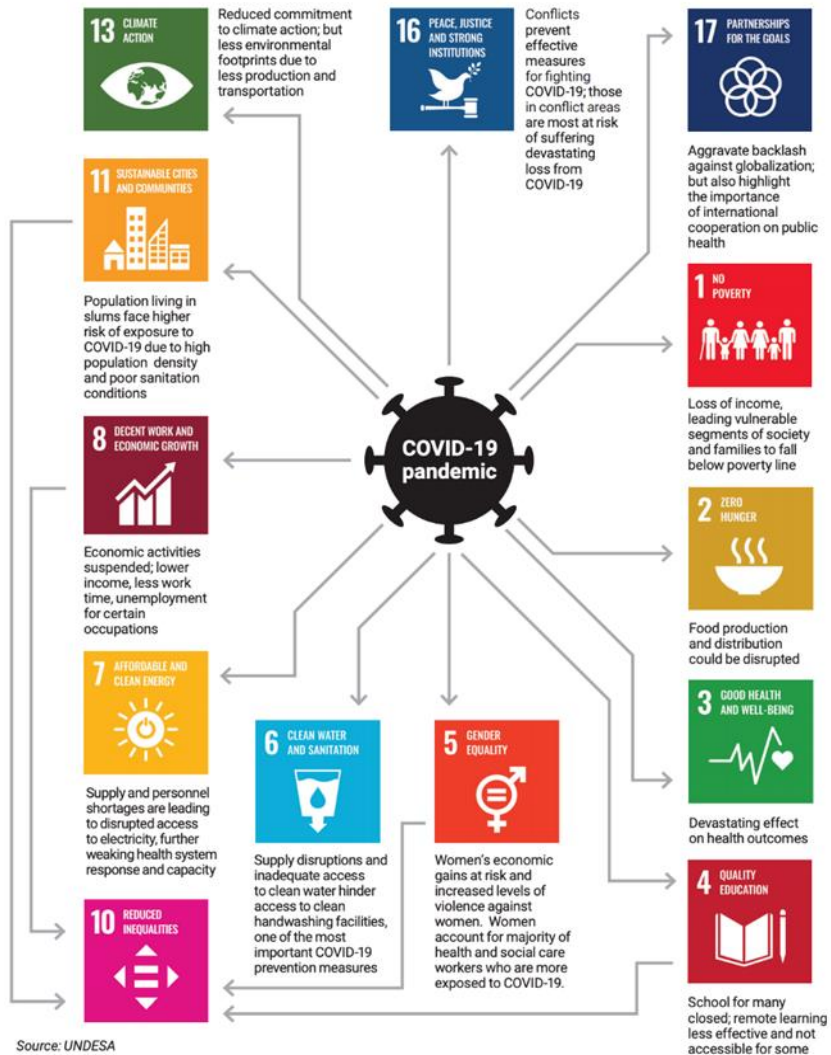 13 CLIMATE
ACTION
Reduced commitment
to climate action; but
less environmental
footprints due to
less production and
transportation
16 PEACE, JUSTICE
AND STRONG
INSTITUTIONS
Conflicts
prevent
effective
measures
for fighting
COVID-19; those
in conflict areas
are most at risk
of suffering
devastating
loss from
COVID-19
17 PARTNERSHIPS
FOR THE GOALS
Aggravate backlash
against globalization;
but also highlight
the importance
of international
cooperation on public
health
11 SUSTAINABLE CITIES
AND COMMUNITIES
Population living in
slums face higher
risk of exposure to
COVID-19 due to high
population density
and poor sanitation
conditions
1 NO
POVERTY
Loss of income,
leading vulnerable
segments of society
and families to fall
below poverty line
COVID-19
pandemic
8 DECENT WORK AND
ECONOMIC GROWTH
Economic activities
suspended; lower
income, less work
time, unemployment
for certain
occupations
2 ZERO
HUNGER
Food production
and distribution
could be disrupted
7 AFFORDABLE AND
CLEAN ENERGY
Supply and personnel
shortages are leading
to disrupted access
to electricity, further
weaking health system
response and capacity
6 CLEAN WATER
AND SANITATION
Supply disruptions and
inadequate access
to clean water hinder
access to clean
handwashing facilities,
one of the most
important COVID-19
prevention measures
5 GENDER
EQUALITY
Women's economic
gains at risk and
increased levels of
violence against
women. Women
account for majority of
health and social care
workers who are more
exposed to COVID-19.
3 GOOD HEALTH
AND WELL-BEING
Devastating effect
on health outcomes
4 QUALITY
EDUCATION
School for many
closed; remote learning
less effective and not
accessible for some
10 REDUCED
INEQUALITIES
Source: UNDESA